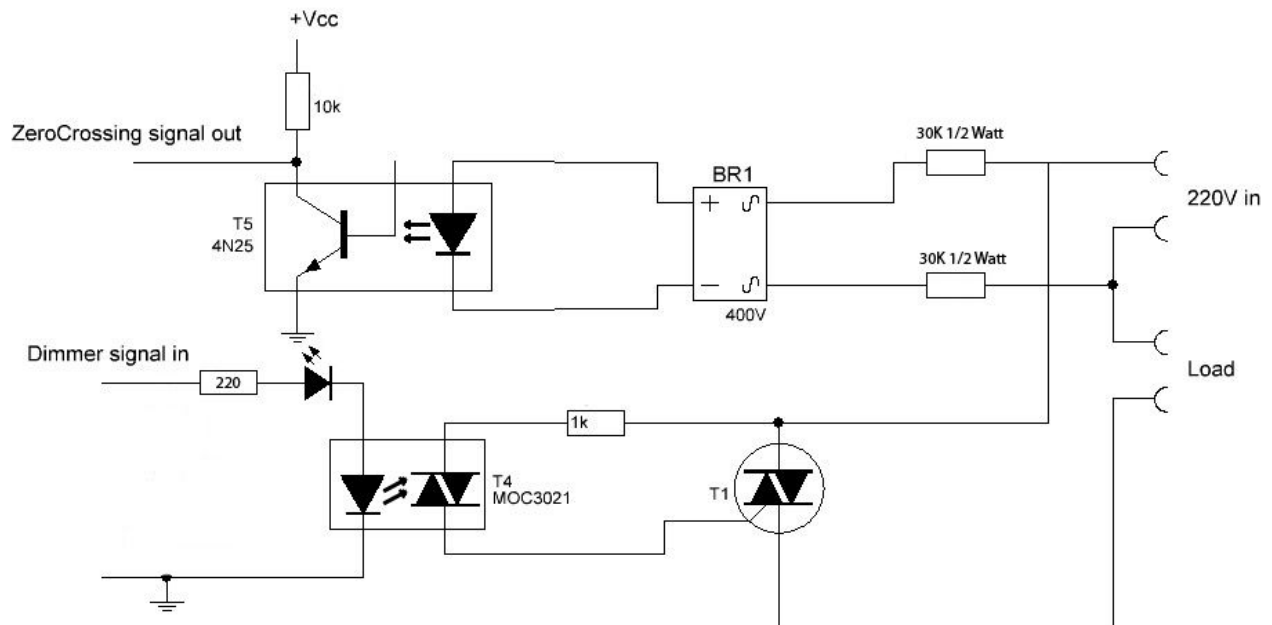 +Vcc
10k
ZeroCrossing signal out
30K 1/2 Watt
BR1
220V in
T5
4N25
30K 1/2 Watt
400V
Dimmer signal in
Load
220
1k
T4
MOC3021
T1